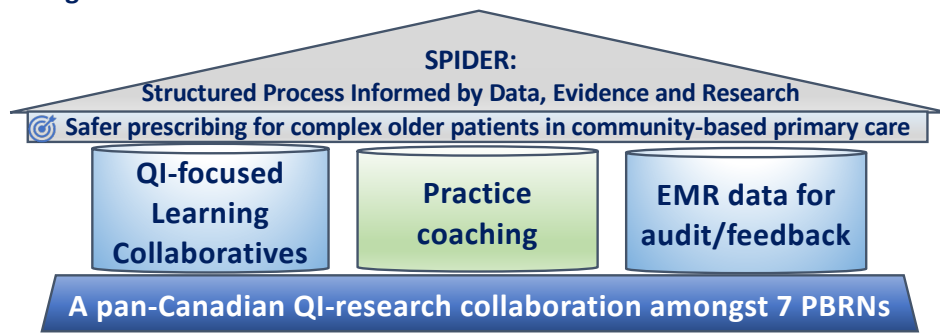 SPIDER:
Structured Process Informed by Data, Evidence and Research
Safer prescribing for complex older patients in community-based primary care
QI-focused
Learning
Collaboratives
Practice
coaching
EMR data for
audit/feedback
A pan-Canadian QI-research collaboration amongst 7 PBRNs